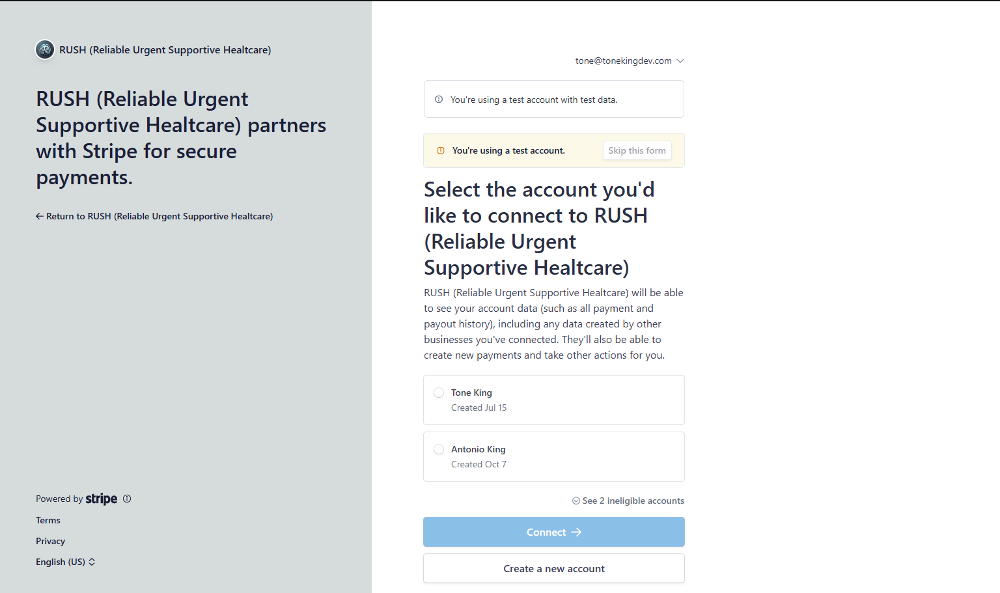 RUSH (Reliable Urgent Supportive Healtcare)
RUSH (Reliable Urgent
Supportive Healtcare) partners
with Stripe for secure
payments.
Return to RUSH (Reliable Urgent Supportive Healtcare)
Powered by stripe
Terms
Privacy
English (US)
tone@tonekingdev.com
You're using a test account with test data.
You're using a test account.
Skip this form
Select the account you'd
like to connect to RUSH
(Reliable Urgent
Supportive Healtcare)
RUSH (Reliable Urgent Supportive Healtcare) will be able
to see your account data (such as all payment and
payout history), including any data created by other
businesses you've connected. They'll also be able to
create new payments and take other actions for you.
Tone King
Created Jul 15
Antonio King
Created Oct 7
See 2 ineligible accounts
Connect
Create a new account